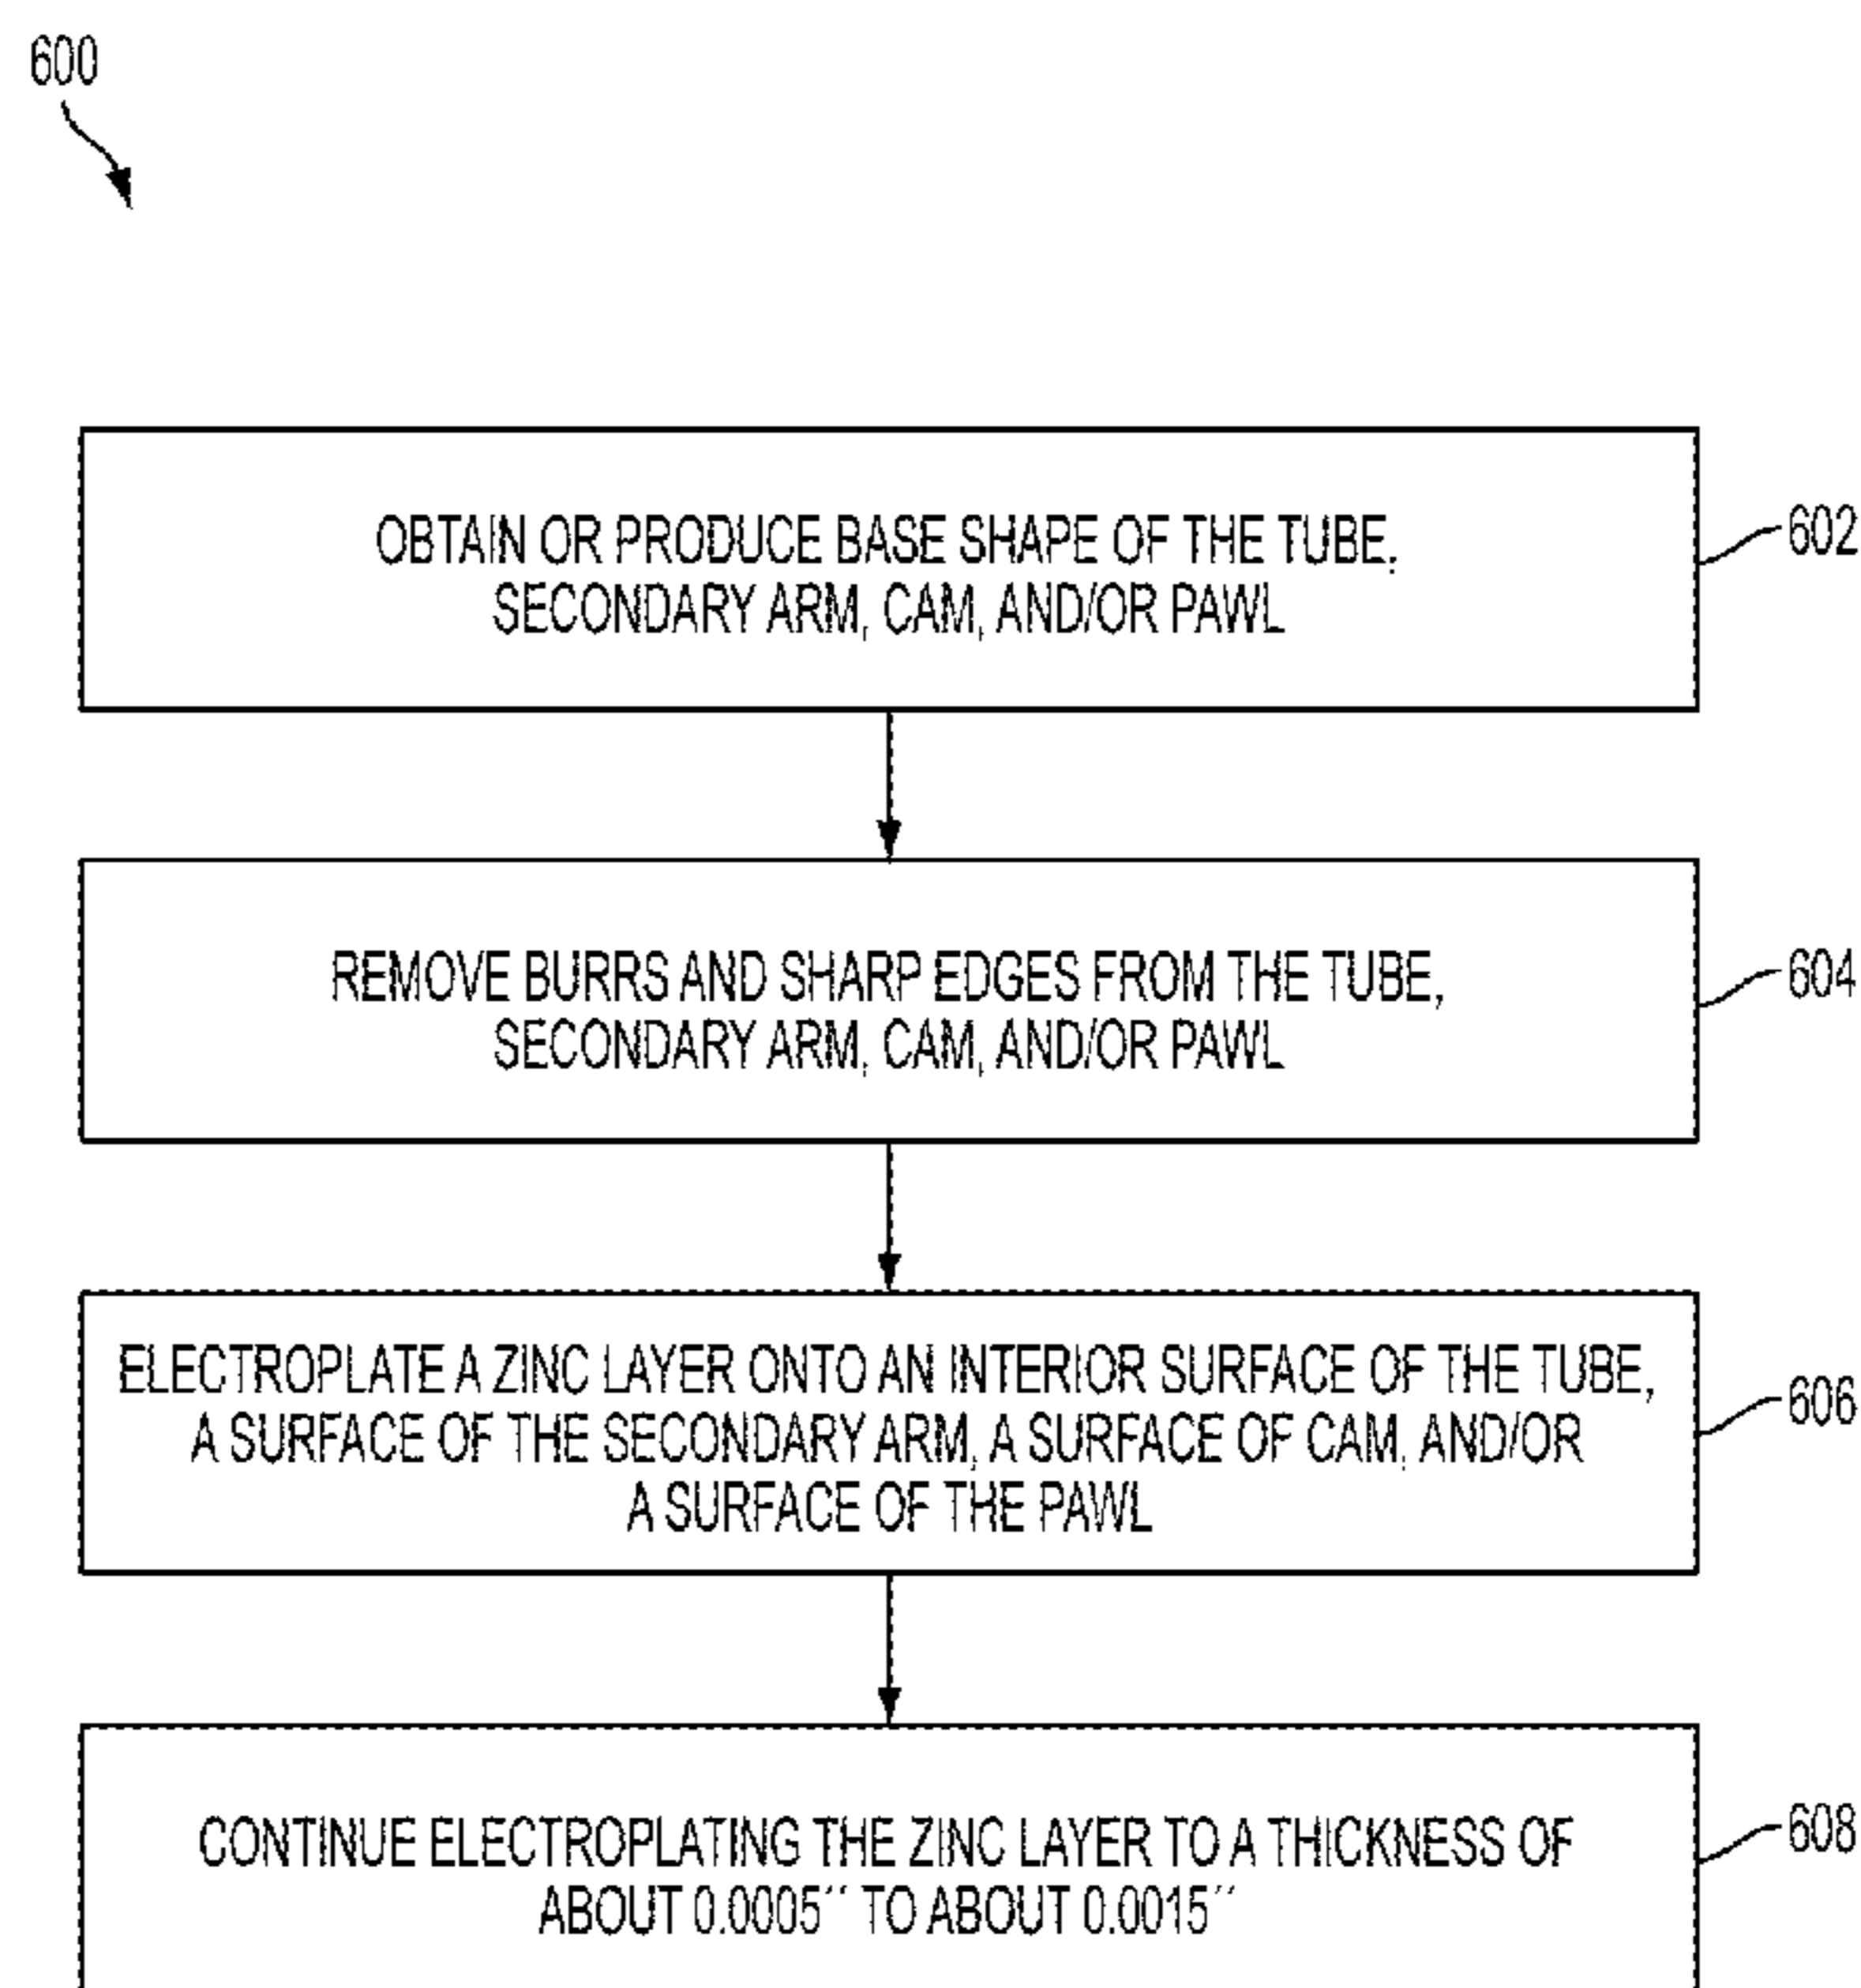 600
OBTAIN OR PRODUCE BASE SHAPE OF THE TUBE,
SECONDARY ARM, CAM, AND/OR PAWL
602
REMOVE BURRS AND SHARP EDGES FROM THE TUBE,
SECONDARY ARM, CAM, AND/OR PAWL
604
ELECTROPLATE A ZINC LAYER ONTO AN INTERIOR SURFACE OF THE TUBE,
A SURFACE OF THE SECONDARY ARM, A SURFACE OF CAM, AND/OR
A SURFACE OF THE PAWL
606
CONTINUE ELECTROPLATING THE ZINC LAYER TO A THICKNESS OF
ABOUT 0.0005″ TO ABOUT 0.0015″
608